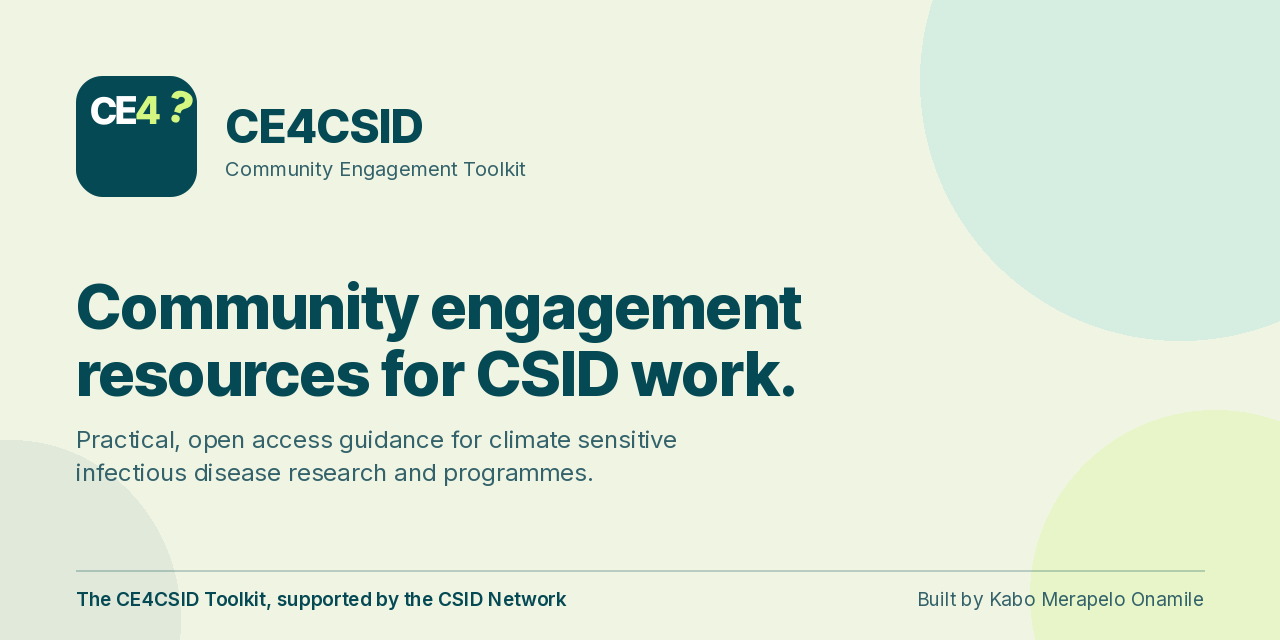 CE4 ?
CE4CSID
Community Engagement Toolkit
Community engagement
resources for CSID work.
Practical, open access guidance for climate sensitive
infectious disease research and programmes.
The CE4CSID Toolkit, supported by the CSID Network
Built by Kabo Merapelo Onamile